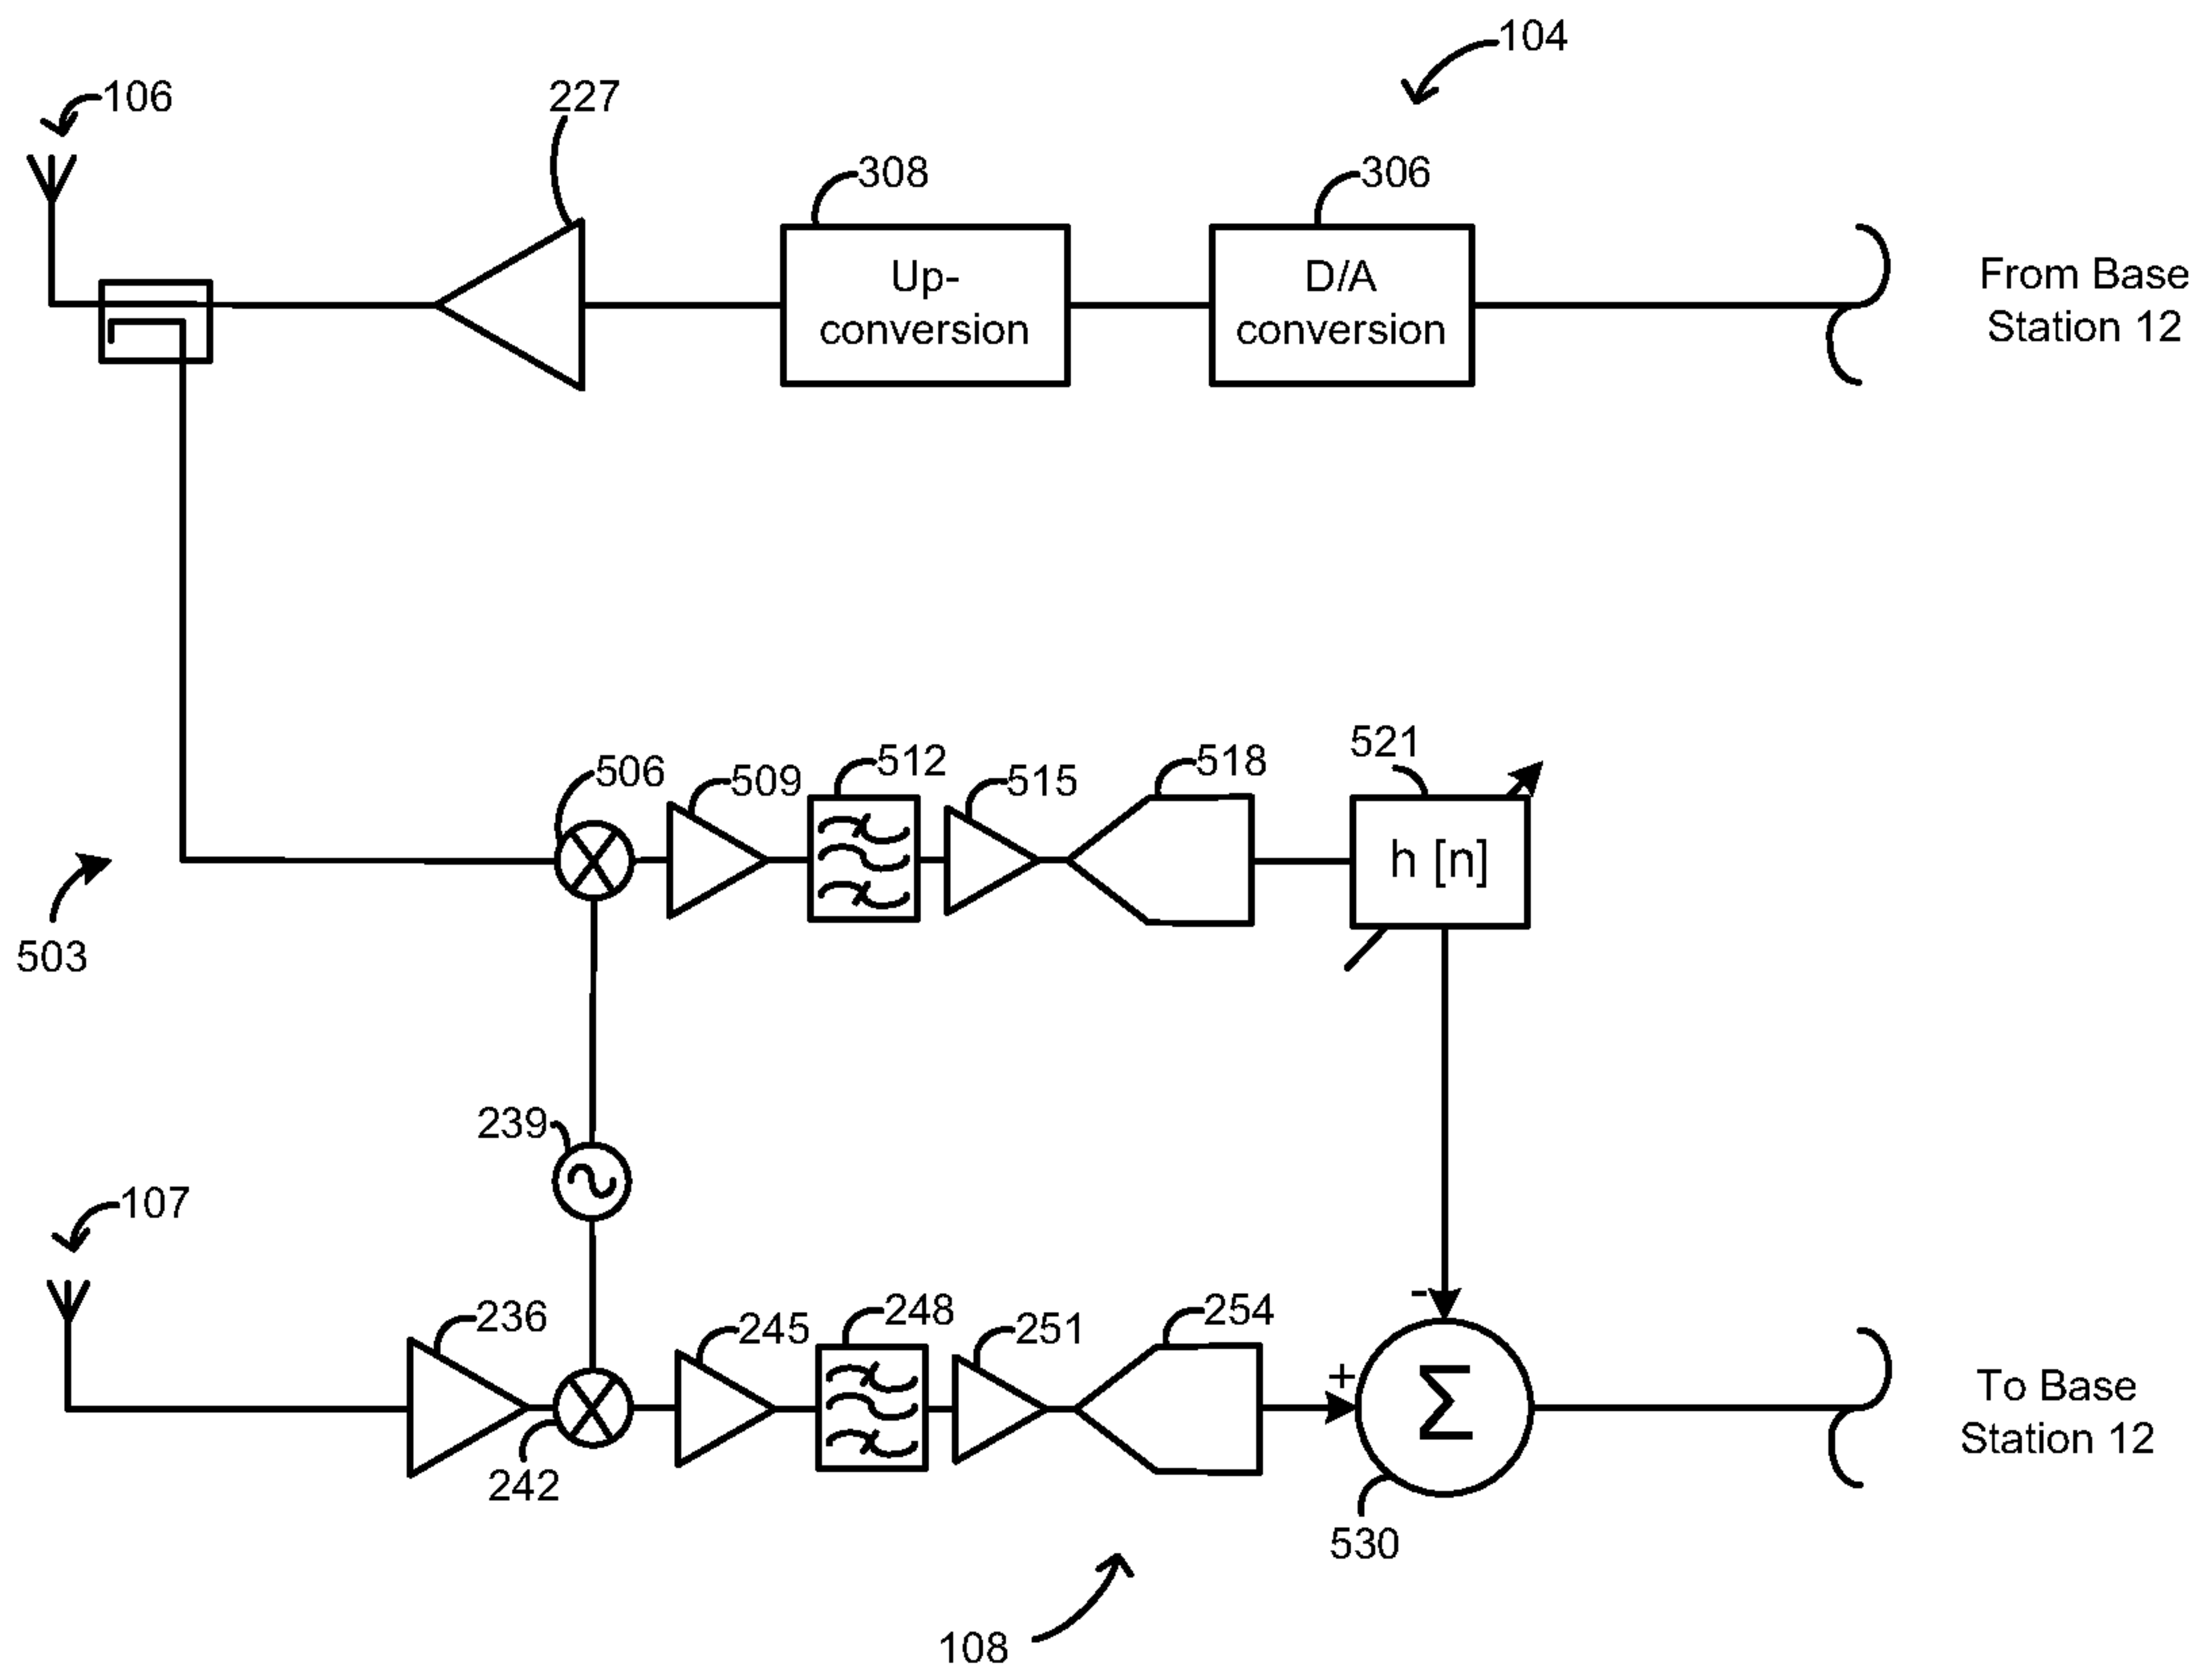 104
106
227
308
306
Up-
conversion
D/A
conversion
From Base
Station 12
521
506
509
512
515
518
h [n]
503
239
107
236
245
248
251
254
-
+
Σ
To Base
Station 12
242
530
108